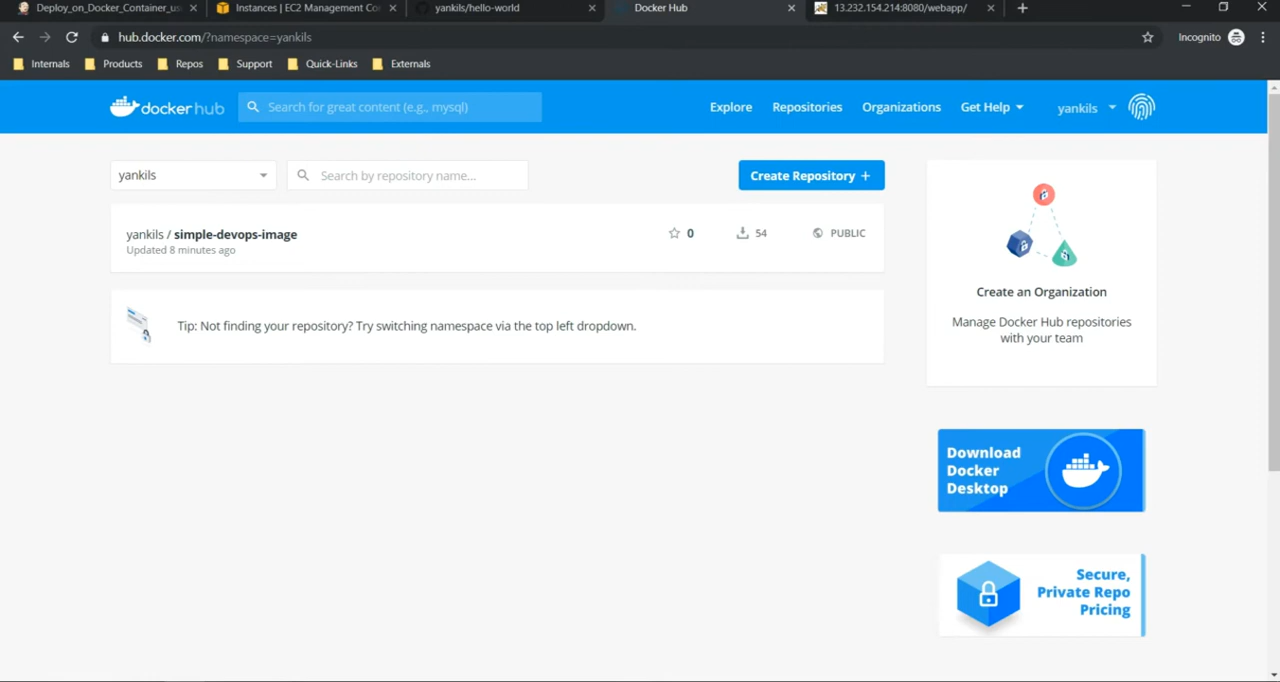 Deploy_on_Docker_Container_us
Instances | EC2 Management Co
yankils/hello-world
Docker Hub
13.232.154.214:8080/webapp/
hub.docker.com/?namespace=yankils
Incognito
Internals
Products
Repos
Support
Quick-Links
Externals
docker hub
Search for great content (e.g., mysql)
Explore
Repositories
Organizations
Get Help
yankils
yankils
Search by repository name...
Create Repository +
yankils / simple-devops-image
Updated 8 minutes ago
0
54
PUBLIC
Tip: Not finding your repository? Try switching namespace via the top left dropdown.
Create an Organization
Manage Docker Hub repositories
with your team
Download
Docker
Desktop
Secure,
Private Repo
Pricing